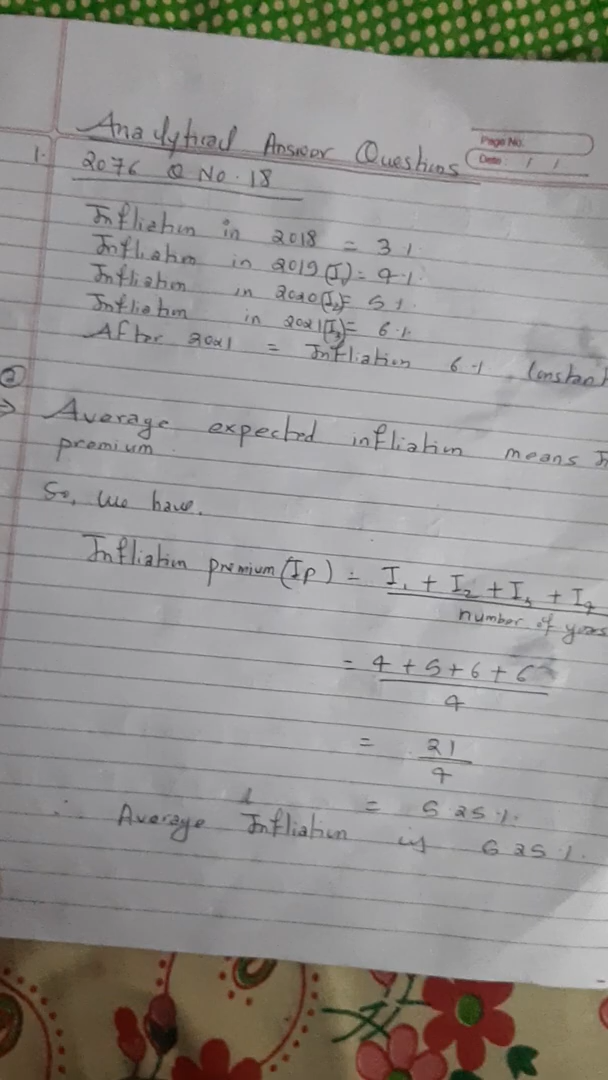 Analytical Answer Questions
Page No.
Date: / /
1. 2076 Q No. 18
Infliation in 2018 = 3%
Infliation in 2019 (I₁) = 4%
Infliation in 2020 (I₂) = 5%
Infliation in 2021 (I₃) = 6%
After 2021 = Infliation 6% Constant
a
⇒ Average expected infliation means
premium
So, we have.
Infliation premium (Ip) = I₁ + I₂ + I₃ + I₄
number of years
= 4 + 5 + 6 + 6
4
= 21
4
= 5.25%
∴ Average Infliation is 5.25%.